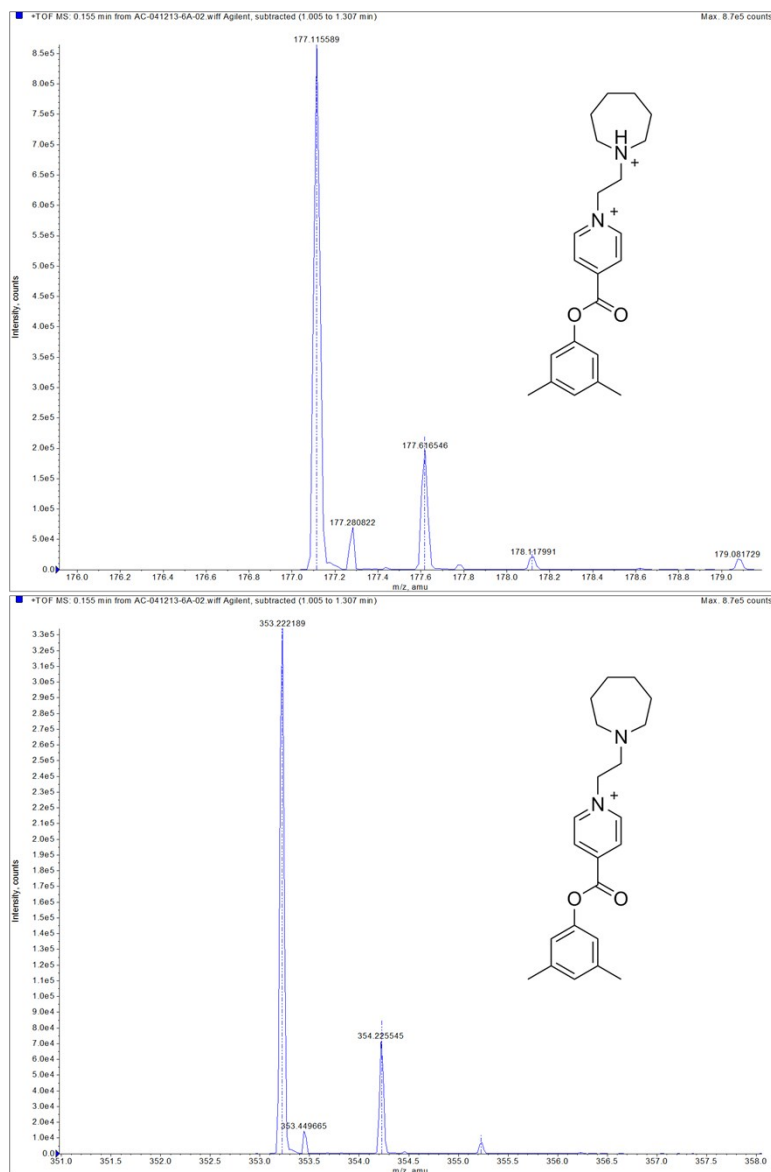 +TOF MS: 0.155 min from AC-041213-6A-02.wiff Agilent, subtracted (1.005 to 1.307 min) Max. 8.7e5 counts
177.115589
8.5e5
8.0e5
7.5e5
7.0e5
6.5e5
6.0e5
5.5e5
5.0e5
4.5e5
4.0e5
3.5e5
3.0e5
2.5e5
2.0e5
1.5e5
1.0e5
5.0e4
0.0
Intensity, counts
177.616546
177.280822
178.117991
179.081729
H
N
+
N
+
O
O
176.0 176.2 176.4 176.6 176.8 177.0 177.2 177.4 177.6 177.8 178.0 178.2 178.4 178.6 178.8 179.0
m/z, amu
+TOF MS: 0.155 min from AC-041213-6A-02.wiff Agilent, subtracted (1.005 to 1.307 min) Max. 8.7e5 counts
353.222189
3.3e5
3.2e5
3.1e5
3.0e5
2.9e5
2.8e5
2.7e5
2.6e5
2.5e5
2.4e5
2.3e5
2.2e5
2.1e5
2.0e5
1.9e5
1.8e5
1.7e5
1.6e5
1.5e5
1.4e5
1.3e5
1.2e5
1.1e5
1.0e5
9.0e4
8.0e4
7.0e4
6.0e4
5.0e4
4.0e4
3.0e4
2.0e4
1.0e4
0.0
Intensity, counts
354.225545
353.449665
N
N
+
O
O
351.0 351.5 352.0 352.5 353.0 353.5 354.0 354.5 355.0 355.5 356.0 356.5 357.0 357.5 358.0
m/z, amu